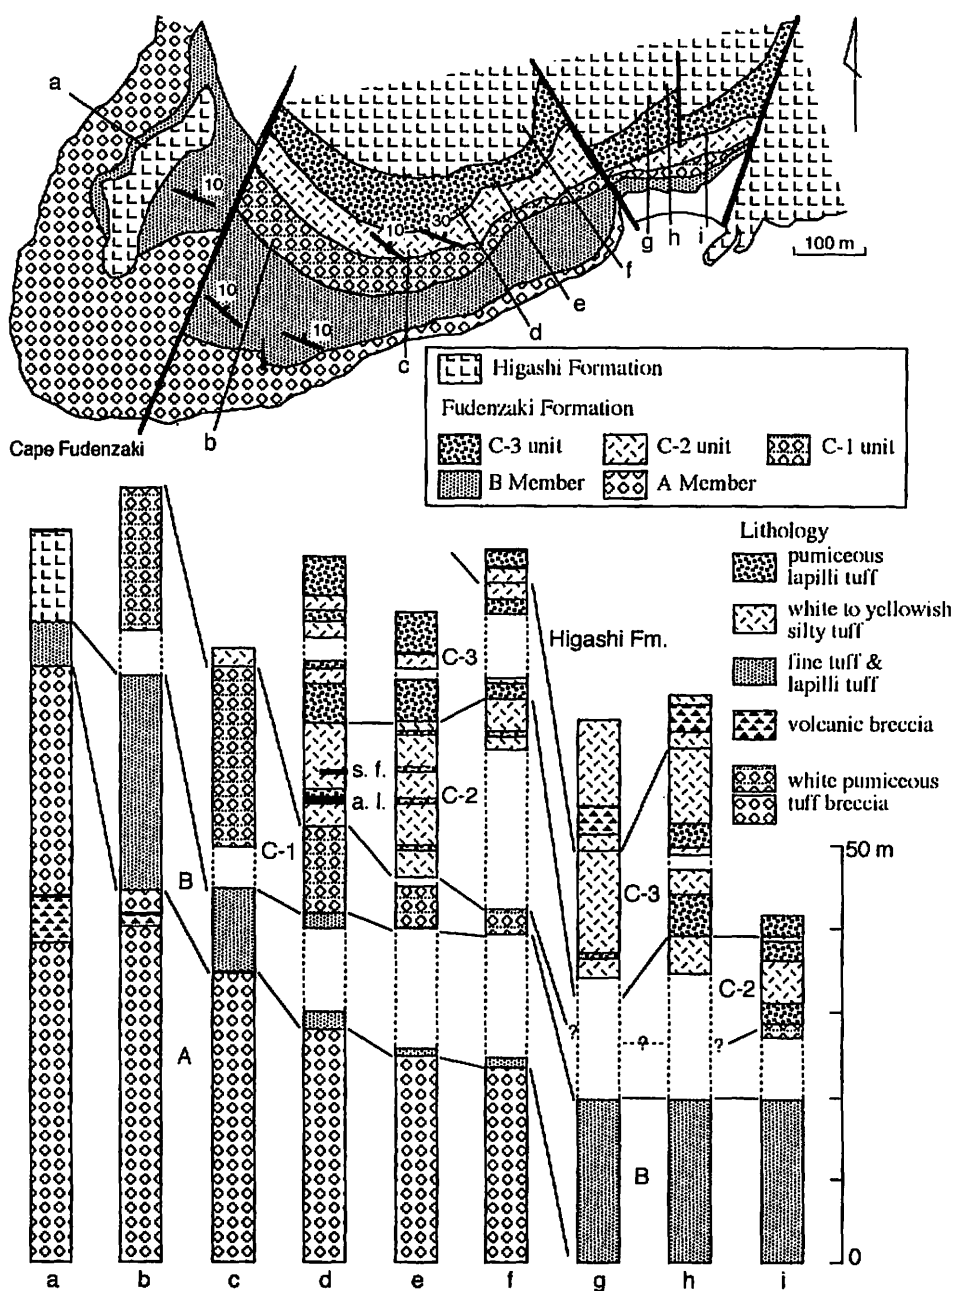 a
10
10
30
10
10
g h i
100 m
f
e
d
c
b
Cape Fudenzaki
Higashi Formation
Fudenzaki Formation
C-3 unit
C-2 unit
C-1 unit
B Member
A Member
Lithology
pumiceous
lapilli tuff
white to yellowish
silty tuff
fine tuff &
lapilli tuff
volcanic breccia
white pumiceous
tuff breccia
Higashi Fm.
C-3
s. f.
a. l.
C-2
C-1
B
C-3
C-2
A
?
?
?
B
50 m
0
a b c d e f g h i